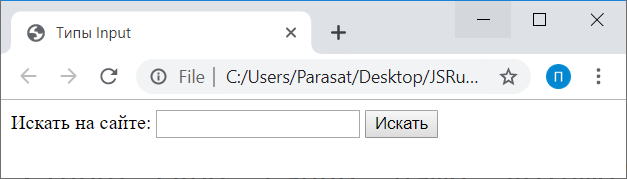 Типы Input
File | C:/Users/Parasat/Desktop/JSRu...
П
Искать на сайте: Искать